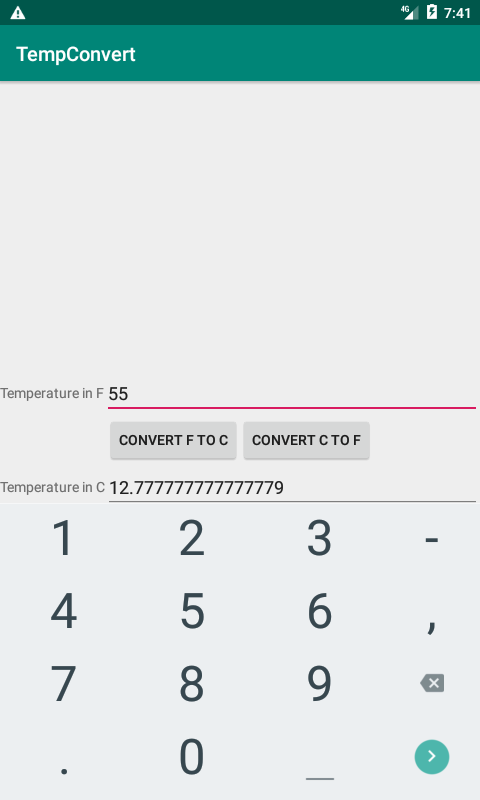 4G 7:41
TempConvert
Temperature in F 55
CONVERT F TO C CONVERT C TO F
Temperature in C 12.777777777777779
1 2 3 -
4 5 6 ,
7 8 9
. 0 _